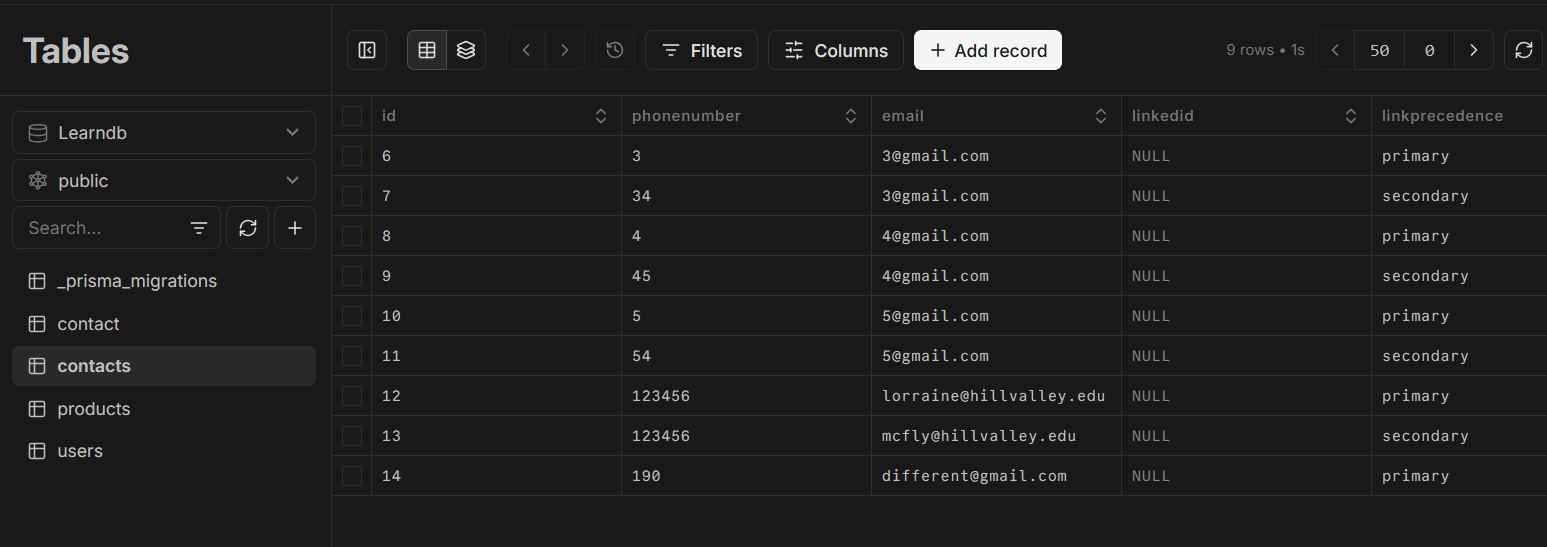 Tables
Filters
Columns
+ Add record
9 rows • 1s
50
0
Learndb
public
Search...
_prisma_migrations
contact
contacts
products
users
id phonenumber email linkedid linkprecedence
6 3 3@gmail.com NULL primary
7 34 3@gmail.com NULL secondary
8 4 4@gmail.com NULL primary
9 45 4@gmail.com NULL secondary
10 5 5@gmail.com NULL primary
11 54 5@gmail.com NULL secondary
12 123456 lorraine@hillvalley.edu NULL primary
13 123456 mcfly@hillvalley.edu NULL secondary
14 190 different@gmail.com NULL primary